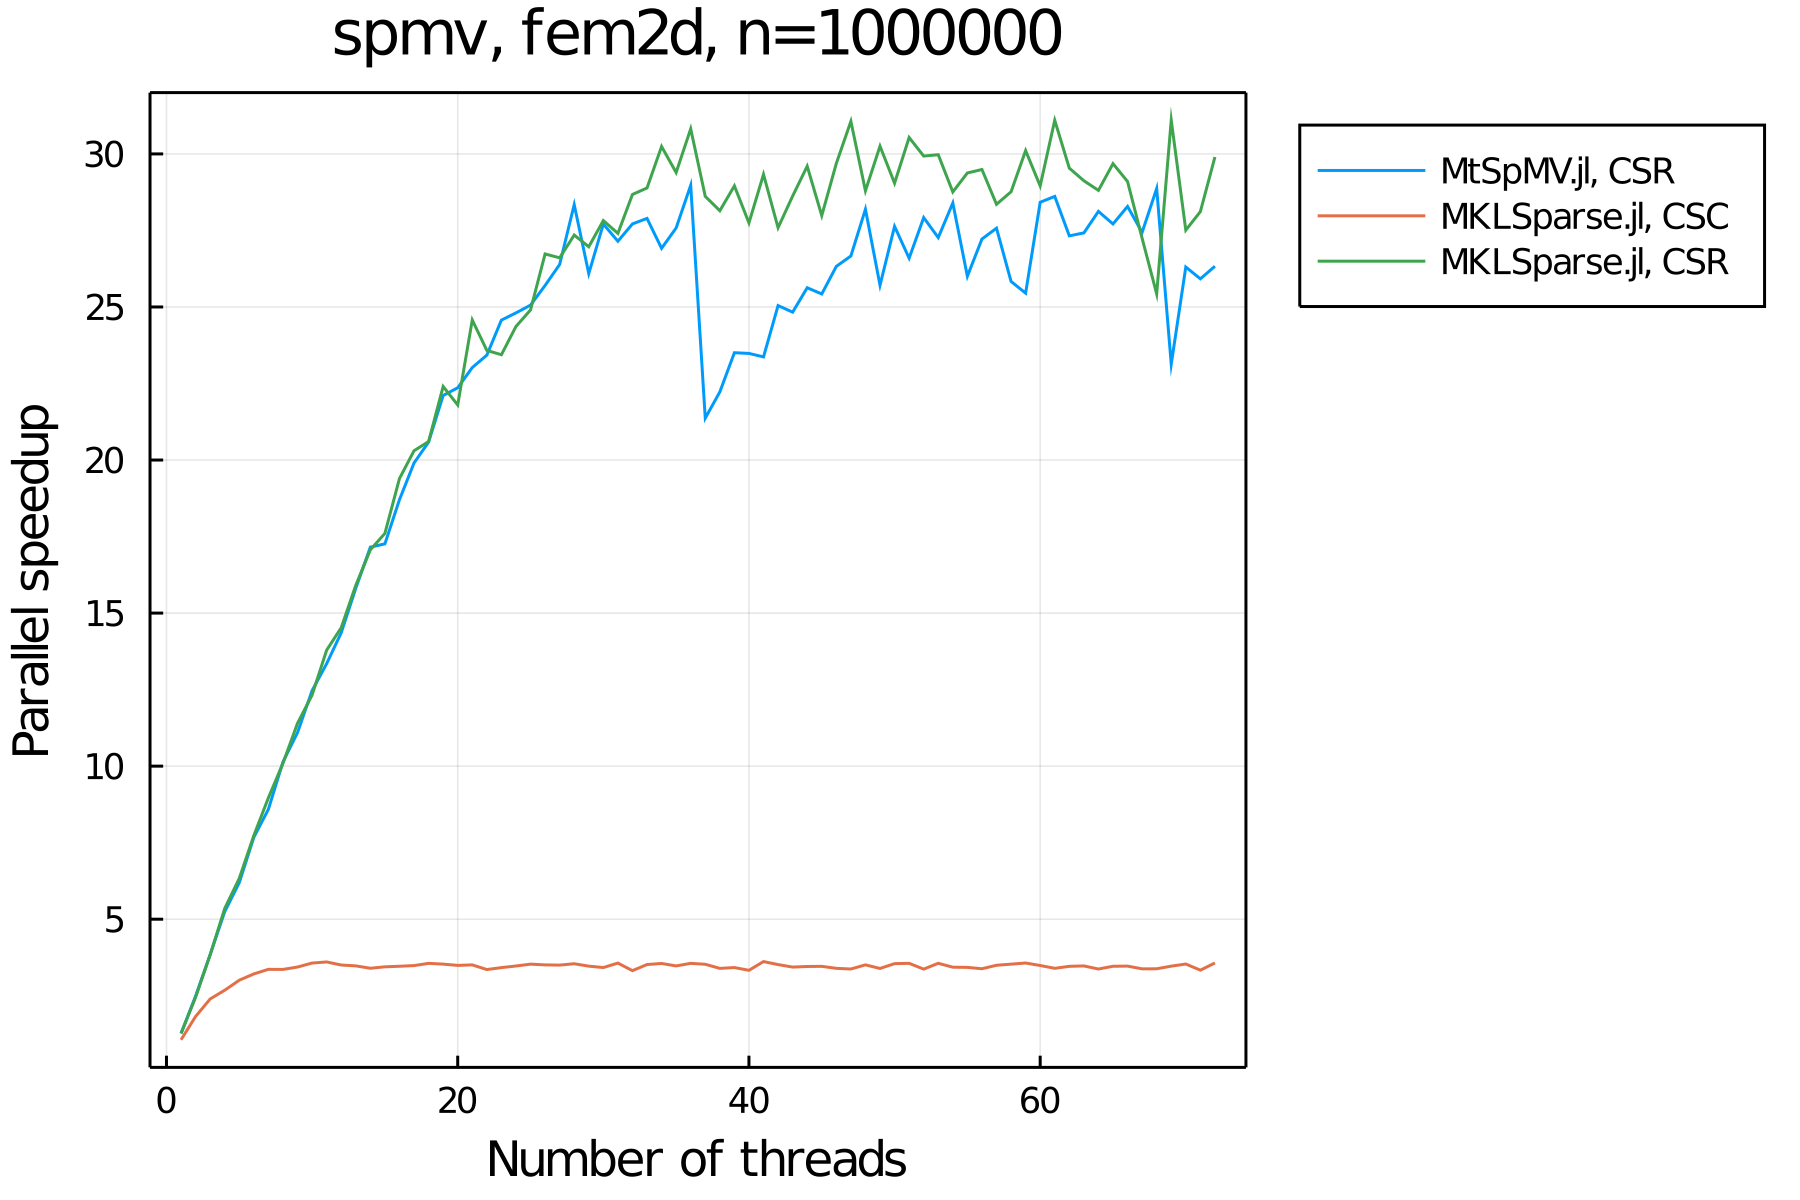 spmv, fem2d, n=1000000
30
25
20
15
10
5
Parallel speedup
0 20 40 60
Number of threads
MtSpMV.jl, CSR
MKLSparse.jl, CSC
MKLSparse.jl, CSR